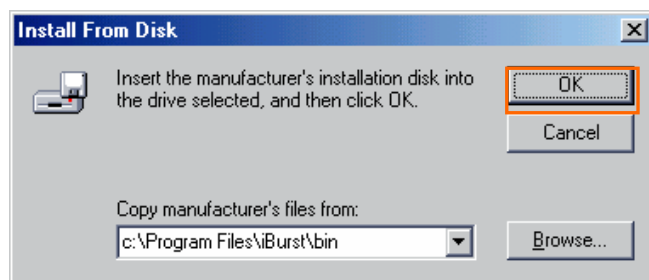 Install From Disk
Insert the manufacturer's installation disk into
the drive selected, and then click OK.
OK
Cancel
Copy manufacturer's files from:
c:\Program Files\iBurst\bin
Browse...